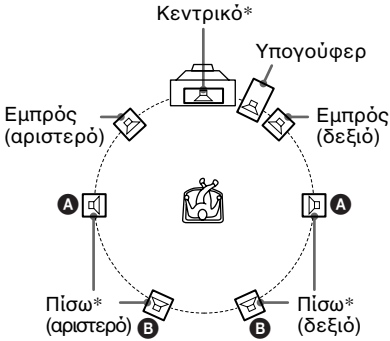 Κεντρικό*
Υπογούφερ
Εμπρός
(αριστερό)
Εμπρός
(δεξιό)
A
A
Πίσω*
(αριστερό)
B
B
Πίσω*
(δεξιό)